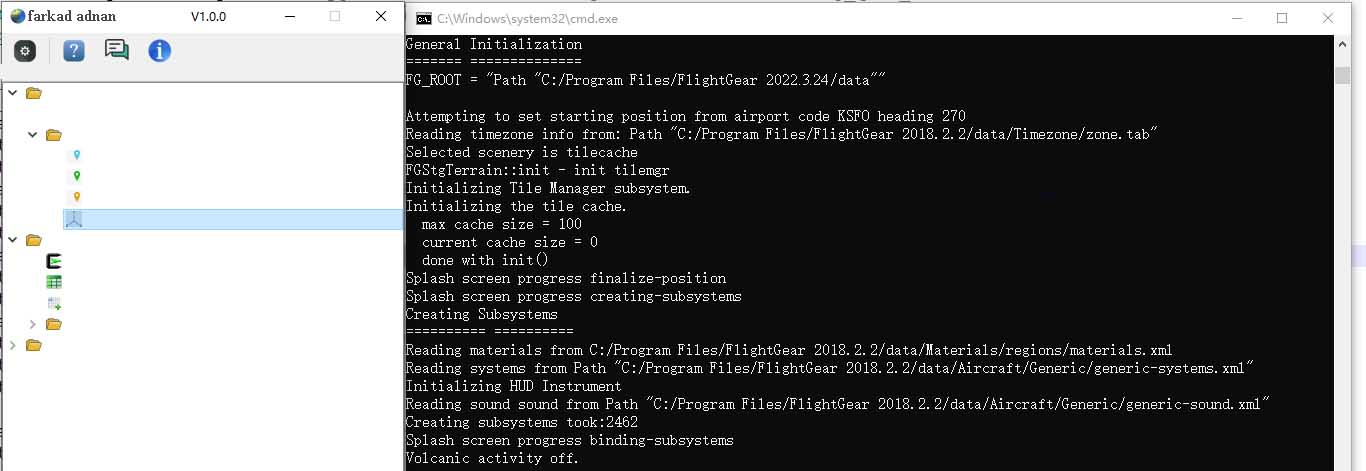 farkad adnan V1.0.0
C:\Windows\system32\cmd.exe
General Initialization
======= ==============
FG_ROOT = "Path "C:/Program Files/FlightGear 2022.3.24/data""
Attempting to set starting position from airport code KSFO heading 270
Reading timezone info from: Path "C:/Program Files/FlightGear 2018.2.2/data/Timezone/zone.tab"
Selected scenery is tilecache
FGStgTerrain::init - init tilemgr
Initializing Tile Manager subsystem.
Initializing the tile cache.
max cache size = 100
current cache size = 0
done with init()
Splash screen progress finalize-position
Splash screen progress creating-subsystems
Creating Subsystems
========== ==========
Reading materials from C:/Program Files/FlightGear 2018.2.2/data/Materials/regions/materials.xml
Reading systems from Path "C:/Program Files/FlightGear 2018.2.2/data/Aircraft/Generic/generic-systems.xml"
Initializing HUD Instrument
Reading sound sound from Path "C:/Program Files/FlightGear 2018.2.2/data/Aircraft/Generic/generic-sound.xml"
Creating subsystems took:2462
Splash screen progress binding-subsystems
Volcanic activity off.